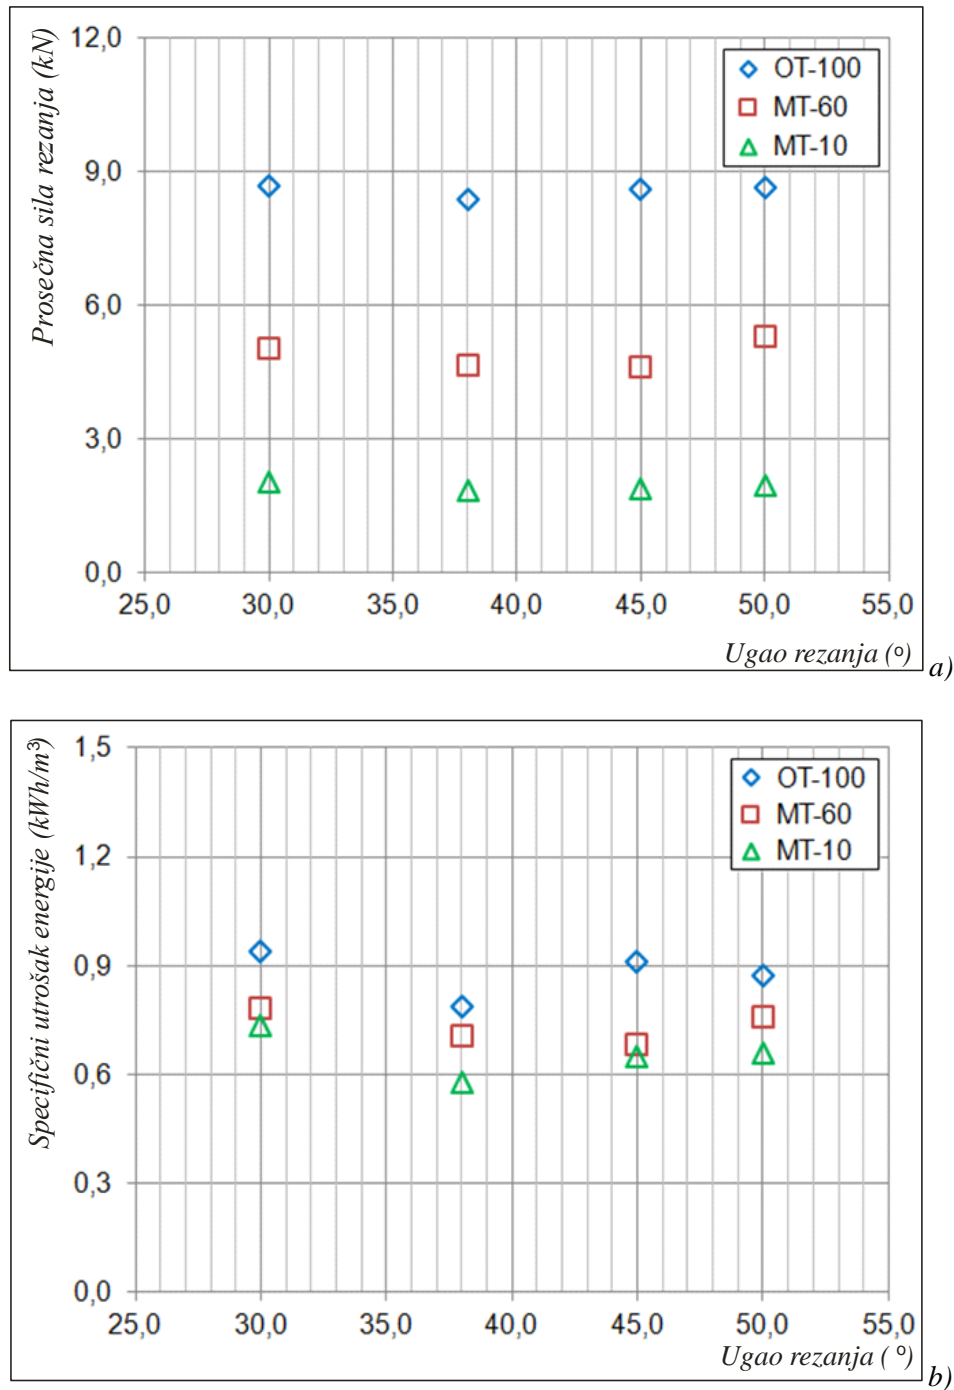 Prosečna sila rezanja (kN)
12,0
9,0
6,0
3,0
0,0
OT-100
MT-60
MT-10
25,0 30,0 35,0 40,0 45,0 50,0 55,0
Ugao rezanja (º)
a)
Specifični utrošak energije (kWh/m³)
1,5
1,2
0,9
0,6
0,3
0,0
OT-100
MT-60
MT-10
25,0 30,0 35,0 40,0 45,0 50,0 55,0
Ugao rezanja ( º)
b)